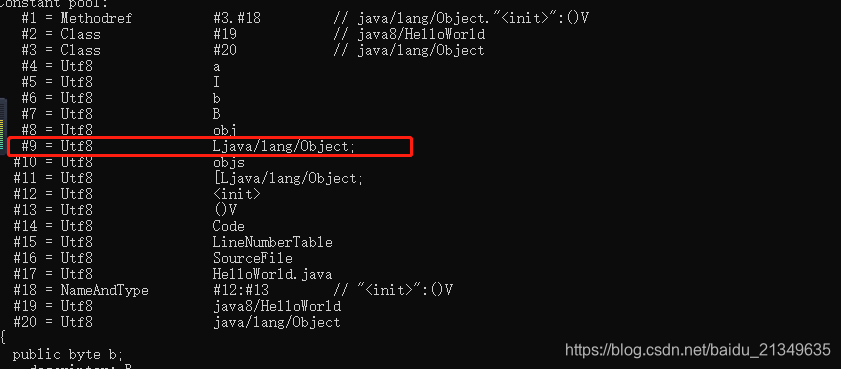 Constant pool:
#1 = Methodref #3.#18 // java/lang/Object."<init>":()V
#2 = Class #19 // java8/HelloWorld
#3 = Class #20 // java/lang/Object
#4 = Utf8 a
#5 = Utf8 I
#6 = Utf8 b
#7 = Utf8 B
#8 = Utf8 obj
#9 = Utf8 Ljava/lang/Object;
#10 = Utf8 objs
#11 = Utf8 [Ljava/lang/Object;
#12 = Utf8 <init>
#13 = Utf8 ()V
#14 = Utf8 Code
#15 = Utf8 LineNumberTable
#16 = Utf8 SourceFile
#17 = Utf8 HelloWorld.java
#18 = NameAndType #12:#13 // "<init>":()V
#19 = Utf8 java8/HelloWorld
#20 = Utf8 java/lang/Object
{
public byte b;
descriptor: B
https://blog.csdn.net/baidu_21349635